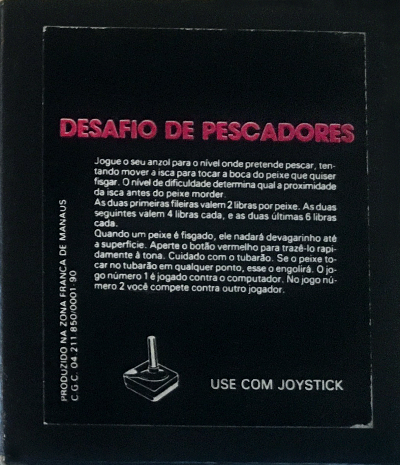 DESAFIO DE PESCADORES
Jogue o seu anzol para o nível onde pretende pescar, ten-
tando mover a isca para tocar a boca do peixe que quiser
fisgar. O nível de dificuldade determina qual a proximidade
da isca antes do peixe morder.
As duas primeiras fileiras valem 2 libras por peixe. As duas
seguintes valem 4 libras cada, e as duas últimas 6 libras
cada.
Quando um peixe é fisgado, ele nadará devagarinho até
a superfície. Aperte o botão vermelho para trazê-lo rapi-
damente à tona. Cuidado com o tubarão. Se o peixe to-
car no tubarão em qualquer ponto, esse o engolirá. O jo-
go número 1 é jogado contra o computador. No jogo nú-
mero 2 você compete contra outro jogador.
USE COM JOYSTICK
PRODUZIDO NA ZONA FRANCA DE MANAUS
C.G.C. 04.211.850/0001-90